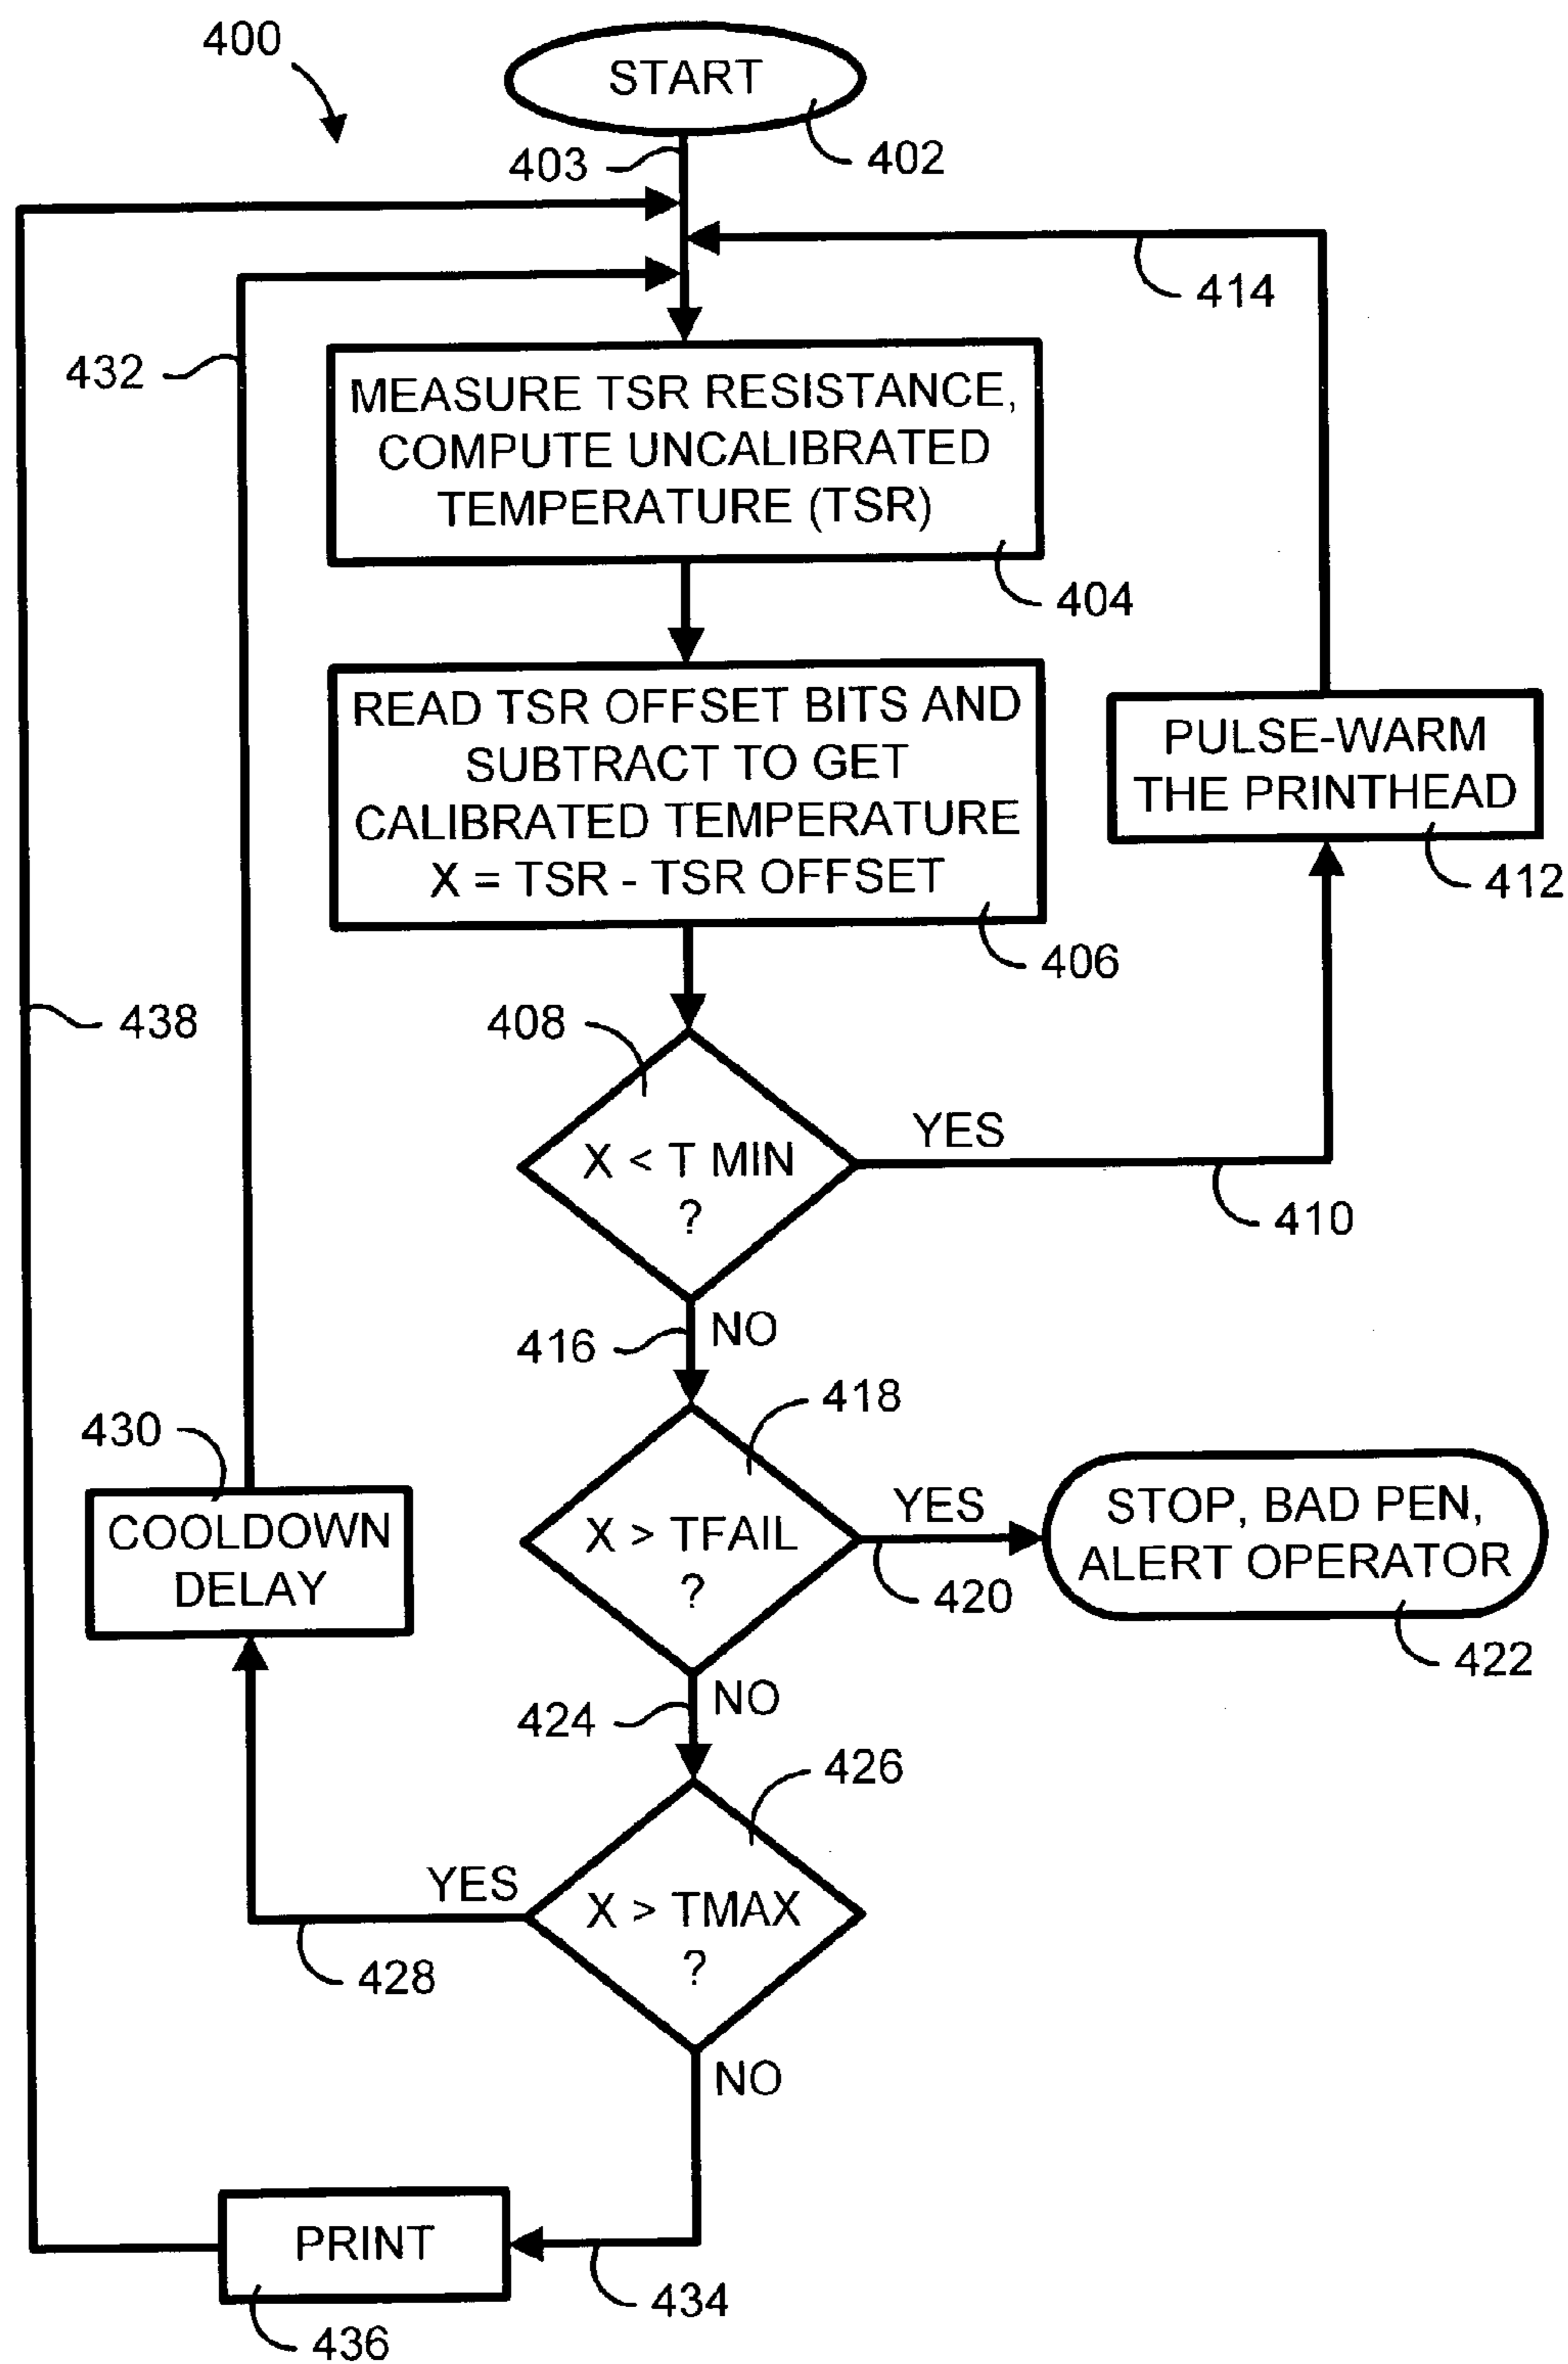 400
START
402
403
414
432
MEASURE TSR RESISTANCE,
COMPUTE UNCALIBRATED
TEMPERATURE (TSR)
404
READ TSR OFFSET BITS AND
SUBTRACT TO GET
CALIBRATED TEMPERATURE
X = TSR - TSR OFFSET
406
PULSE-WARM
THE PRINTHEAD
412
438
408
X < T MIN
?
YES
410
416
NO
418
X > TFAIL
?
YES
420
STOP, BAD PEN,
ALERT OPERATOR
422
430
COOLDOWN
DELAY
424
NO
426
X > TMAX
?
YES
428
NO
434
PRINT
436